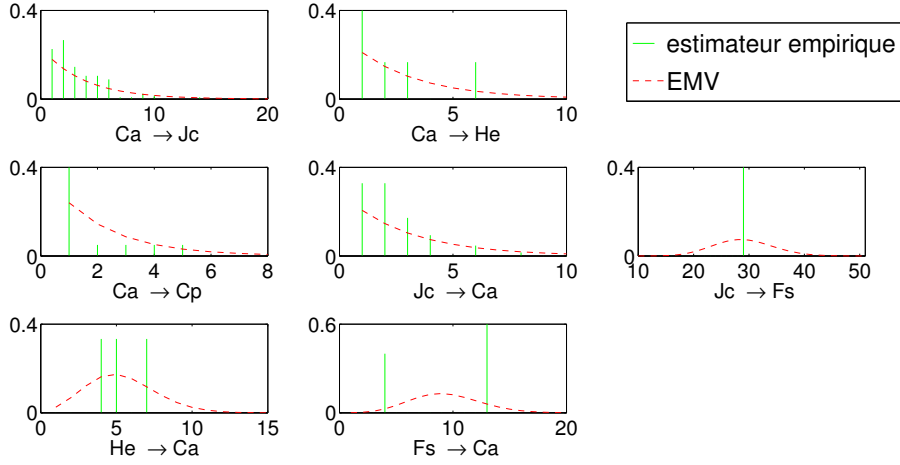 0.4
0
0 10 20
Ca → Jc
0.4
0
0 5 10
Ca → He
estimateur empirique
EMV
0.4
0
0 2 4 6 8
Ca → Cp
0.4
0
0 5 10
Jc → Ca
0.4
0
10 20 30 40 50
Jc → Fs
0.4
0
0 5 10 15
He → Ca
0.6
0
0 10 20
Fs → Ca